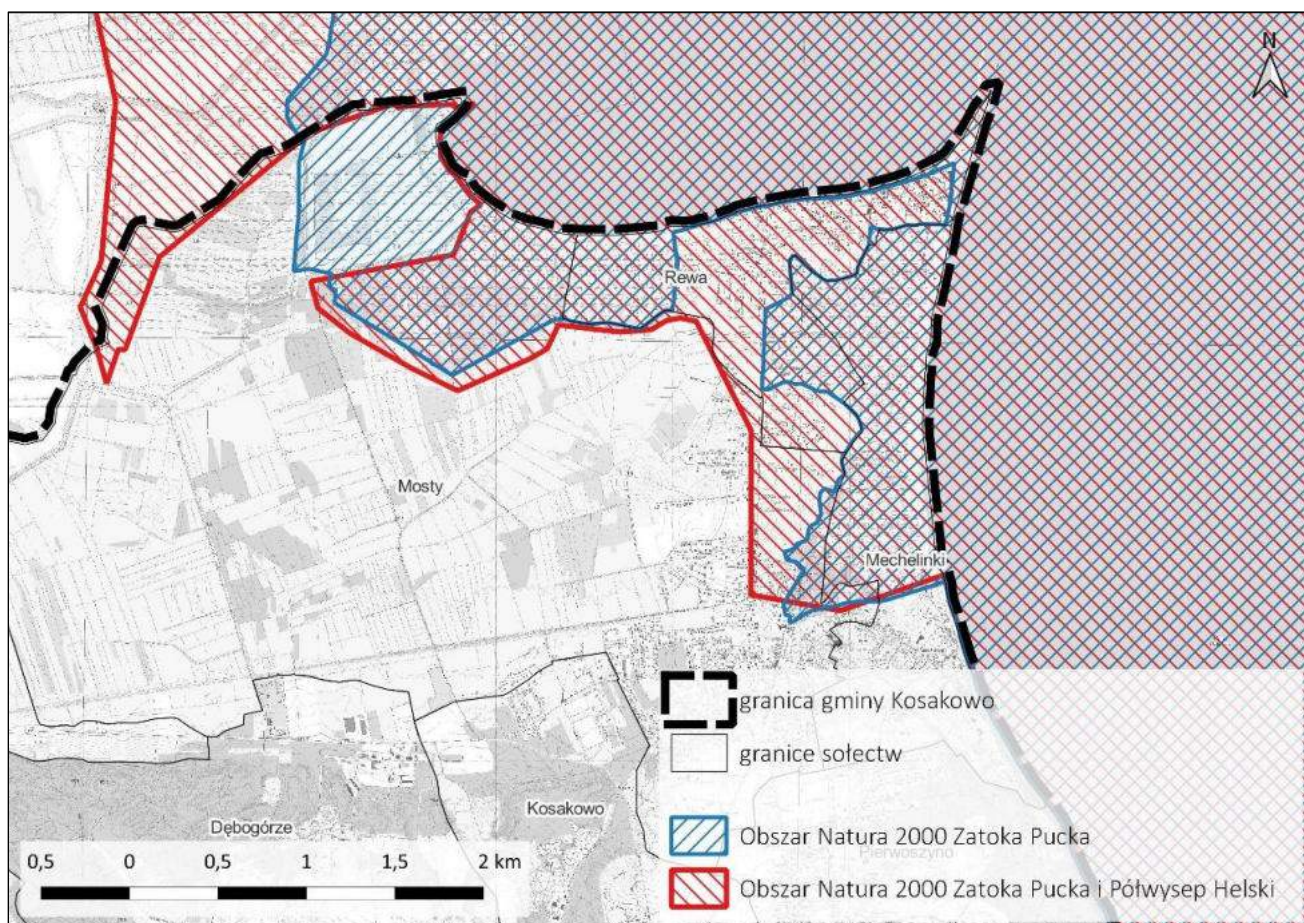 N
Rewa
Mosty
Mechelinki
Kosakowo
Dębogórze
Pierwoszyno
0,5 0 0,5 1 1,5 2 km
granica gminy Kosakowo
granice sołectw
Obszar Natura 2000 Zatoka Pucka
Obszar Natura 2000 Zatoka Pucka i Półwysep Helski